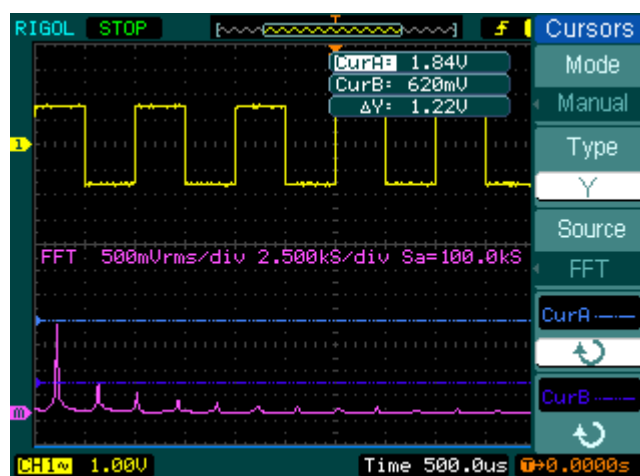 RIGOL STOP T Cursors
CurA: 1.84V
CurB: 620mV
ΔY: 1.22V
Mode
Manual
Type
Y
Source
FFT
1
FFT 500mVrms/div 2.500kS/div Sa=100.0kS
CurA
CurB
M
CH1~ 1.00V Time 500.0us T→0.0000s